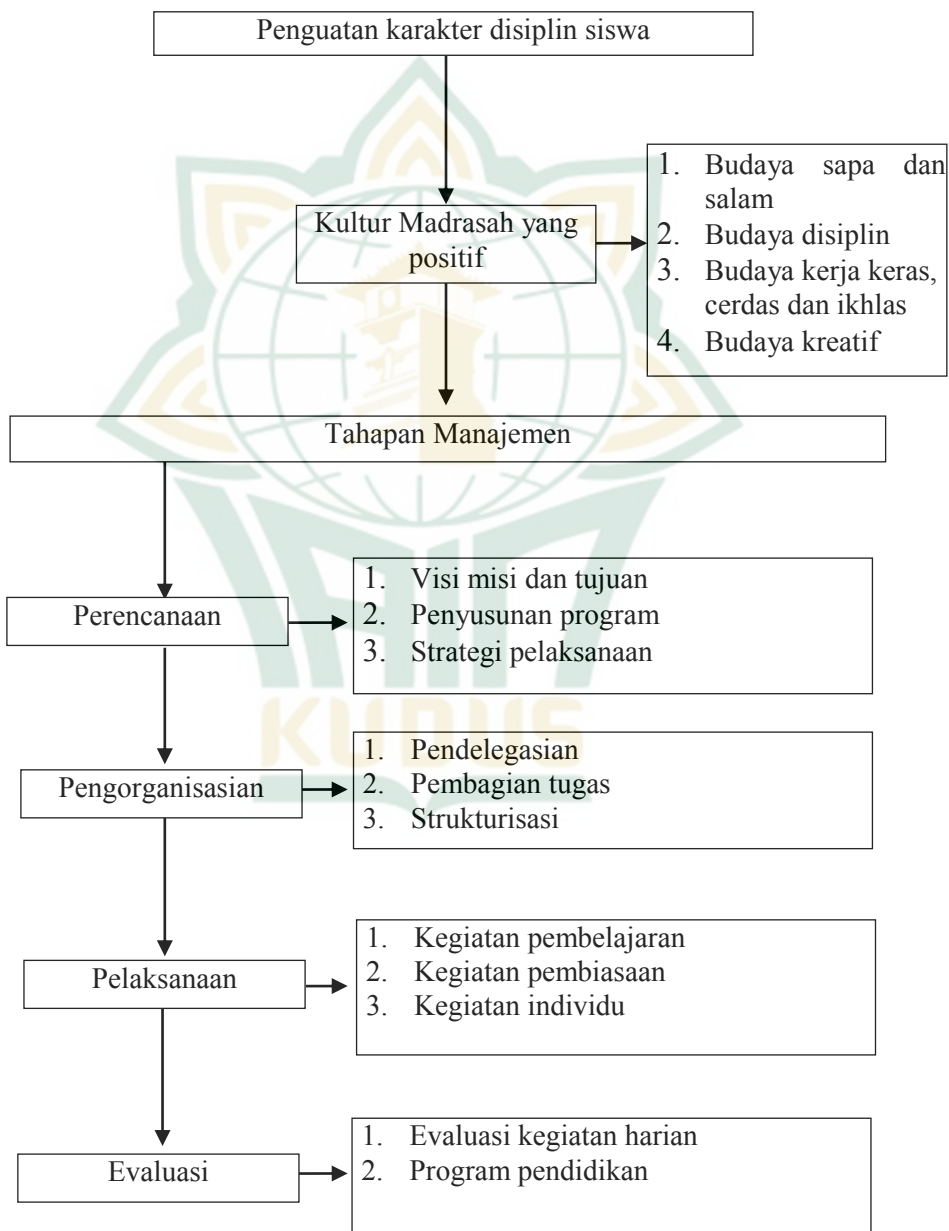 Penguatan karakter disiplin siswa
Kultur Madrasah yang
positif
1. Budaya sapa dan
salam
2. Budaya disiplin
3. Budaya kerja keras,
cerdas dan ikhlas
4. Budaya kreatif
Tahapan Manajemen
Perencanaan
1. Visi misi dan tujuan
2. Penyusunan program
3. Strategi pelaksanaan
Pengorganisasian
1. Pendelegasian
2. Pembagian tugas
3. Strukturisasi
Pelaksanaan
1. Kegiatan pembelajaran
2. Kegiatan pembiasaan
3. Kegiatan individu
Evaluasi
1. Evaluasi kegiatan harian
2. Program pendidikan
IAIN
KUDUS